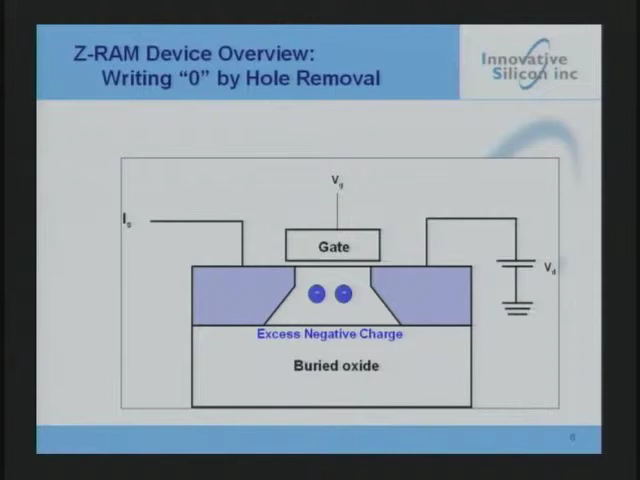 Z-RAM Device Overview:
Writing “0” by Hole Removal
Innovative
Silicon inc
Vg
Is
Gate
Vd
Excess Negative Charge
Buried oxide
6